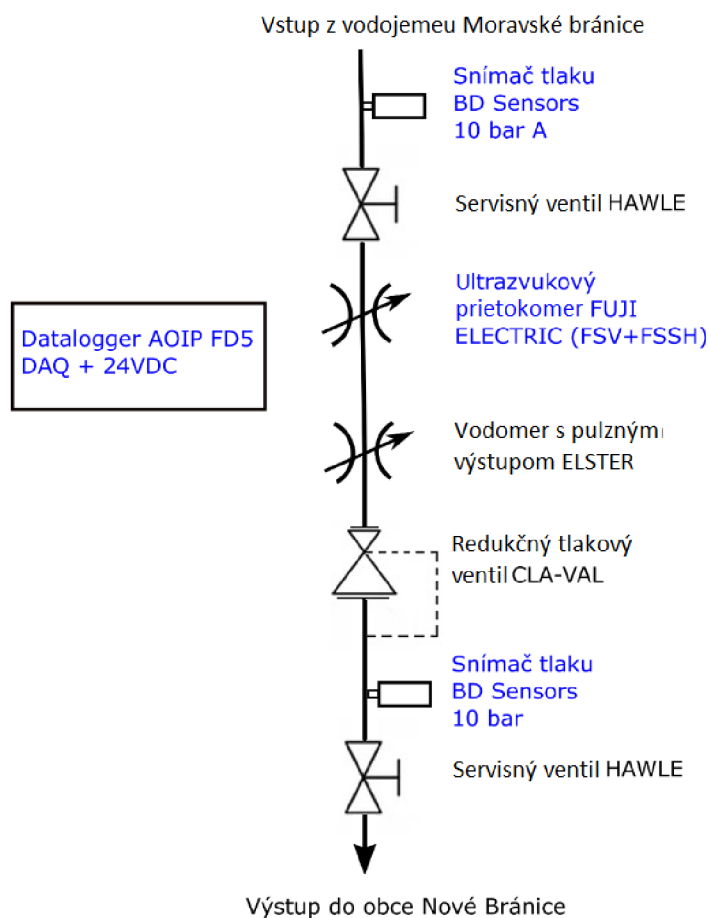 Vstup z vodojemeu Moravské bránice
Snímač tlaku
BD Sensors
10 bar A
Servisný ventil HAWLE
Ultrazvukový
prietokomer FUJI
ELECTRIC (FSV+FSSH)
Datalogger AOIP FD5
DAQ + 24VDC
Vodomer s pulzným
výstupom ELSTER
Redukčný tlakový
ventil CLA-VAL
Snímač tlaku
BD Sensors
10 bar
Servisný ventil HAWLE
Výstup do obce Nové Bránice